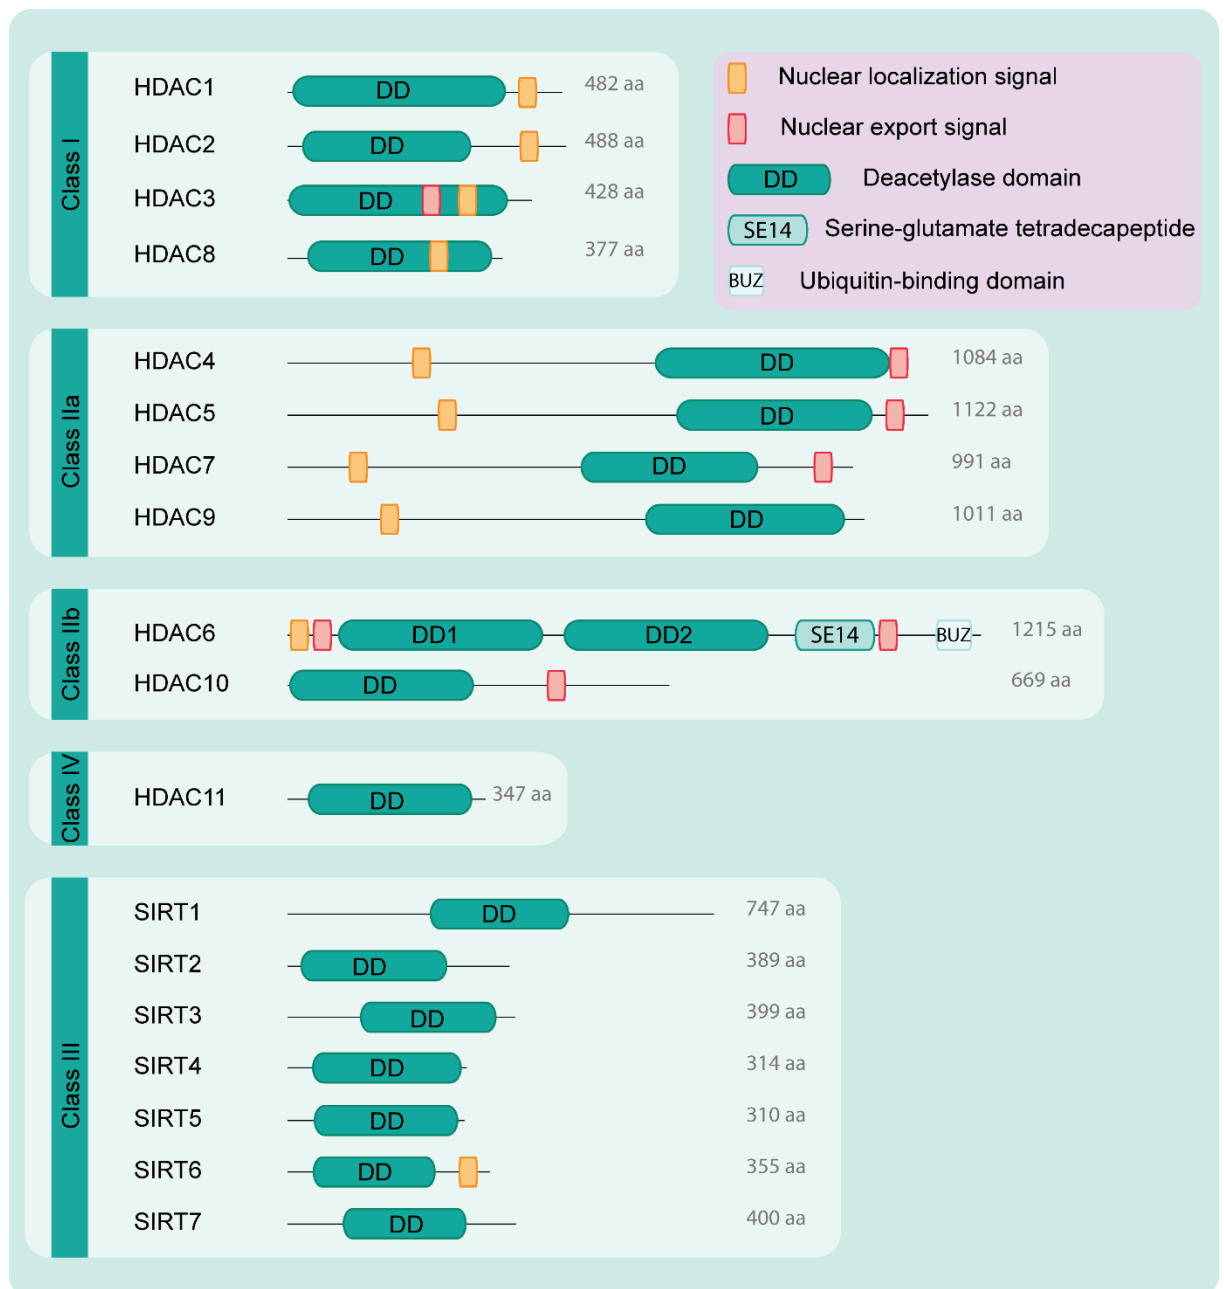 Class I
HDAC1 DD 482 aa
HDAC2 DD 488 aa
HDAC3 DD 428 aa
HDAC8 DD 377 aa
Nuclear localization signal
Nuclear export signal
DD Deacetylase domain
SE14 Serine-glutamate tetradecapeptide
BUZ Ubiquitin-binding domain
Class IIa
HDAC4 DD 1084 aa
HDAC5 DD 1122 aa
HDAC7 DD 991 aa
HDAC9 DD 1011 aa
Class IIb
HDAC6 DD1 DD2 SE14 BUZ 1215 aa
HDAC10 DD 669 aa
Class IV
HDAC11 DD 347 aa
Class III
SIRT1 DD 747 aa
SIRT2 DD 389 aa
SIRT3 DD 399 aa
SIRT4 DD 314 aa
SIRT5 DD 310 aa
SIRT6 DD 355 aa
SIRT7 DD 400 aa